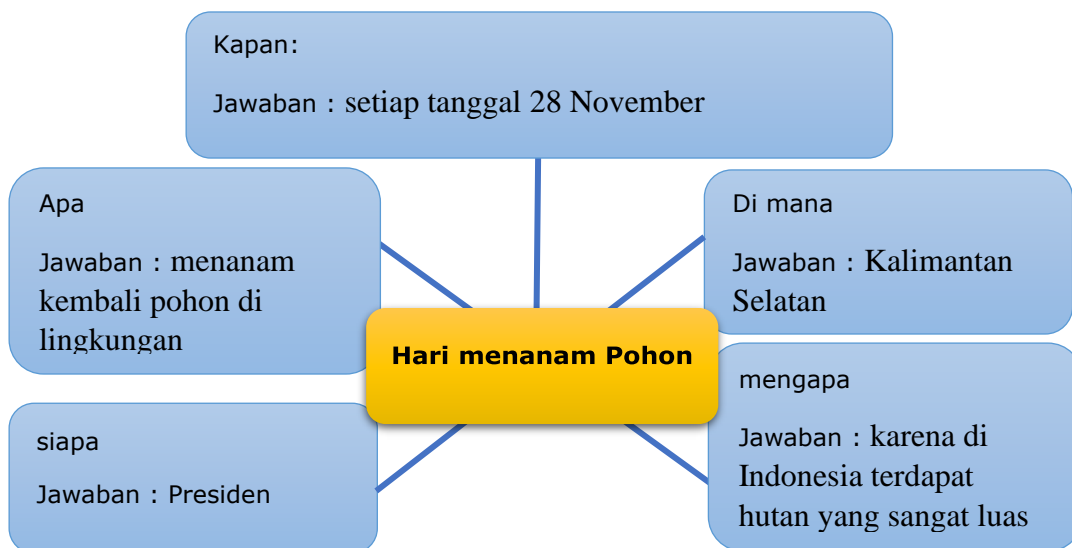 Kapan:
Jawaban : setiap tanggal 28 November
Apa
Jawaban : menanam
kembali pohon di
lingkungan
Di mana
Jawaban : Kalimantan
Selatan
Hari menanam Pohon
siapa
Jawaban : Presiden
mengapa
Jawaban : karena di
Indonesia terdapat
hutan yang sangat luas